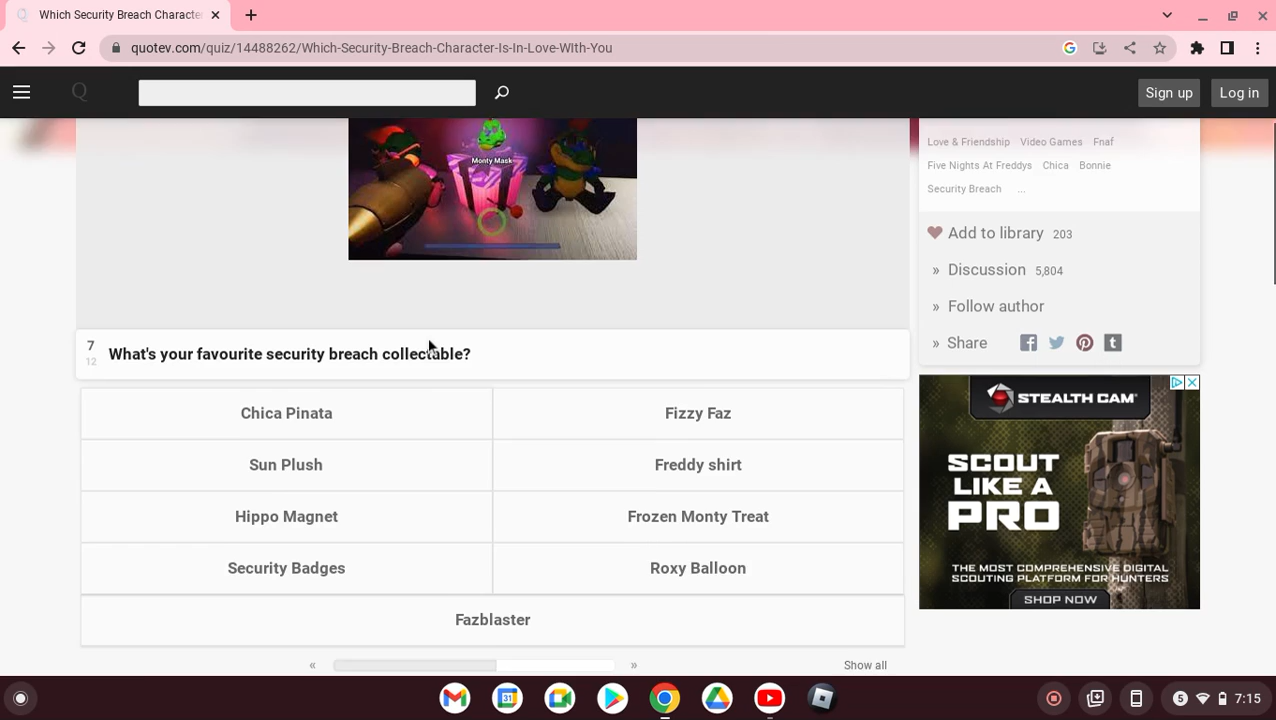 Which Security Breach Character
quotev.com/quiz/14488262/Which-Security-Breach-Character-Is-In-Love-With-You
Q
Sign up
Log in
Monty Mask
Love & Friendship Video Games Fnaf
Five Nights At Freddys Chica Bonnie
Security Breach ...
Add to library 203
» Discussion 5,804
» Follow author
» Share
7
12
What's your favourite security breach collectable?
Chica Pinata
Fizzy Faz
Sun Plush
Freddy shirt
Hippo Magnet
Frozen Monty Treat
Security Badges
Roxy Balloon
Fazblaster
« »
Show all
STEALTH CAM
SCOUT
LIKE A
PRO
THE MOST COMPREHENSIVE DIGITAL
SCOUTING PLATFORM FOR HUNTERS
SHOP NOW
31
5
7:15